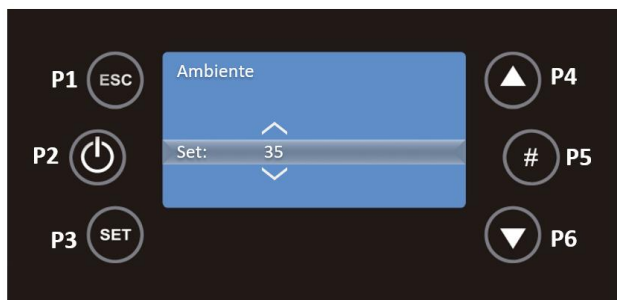 P1 ESC
Ambiente
P4
P2
Set: 35
# P5
P3 SET
P6